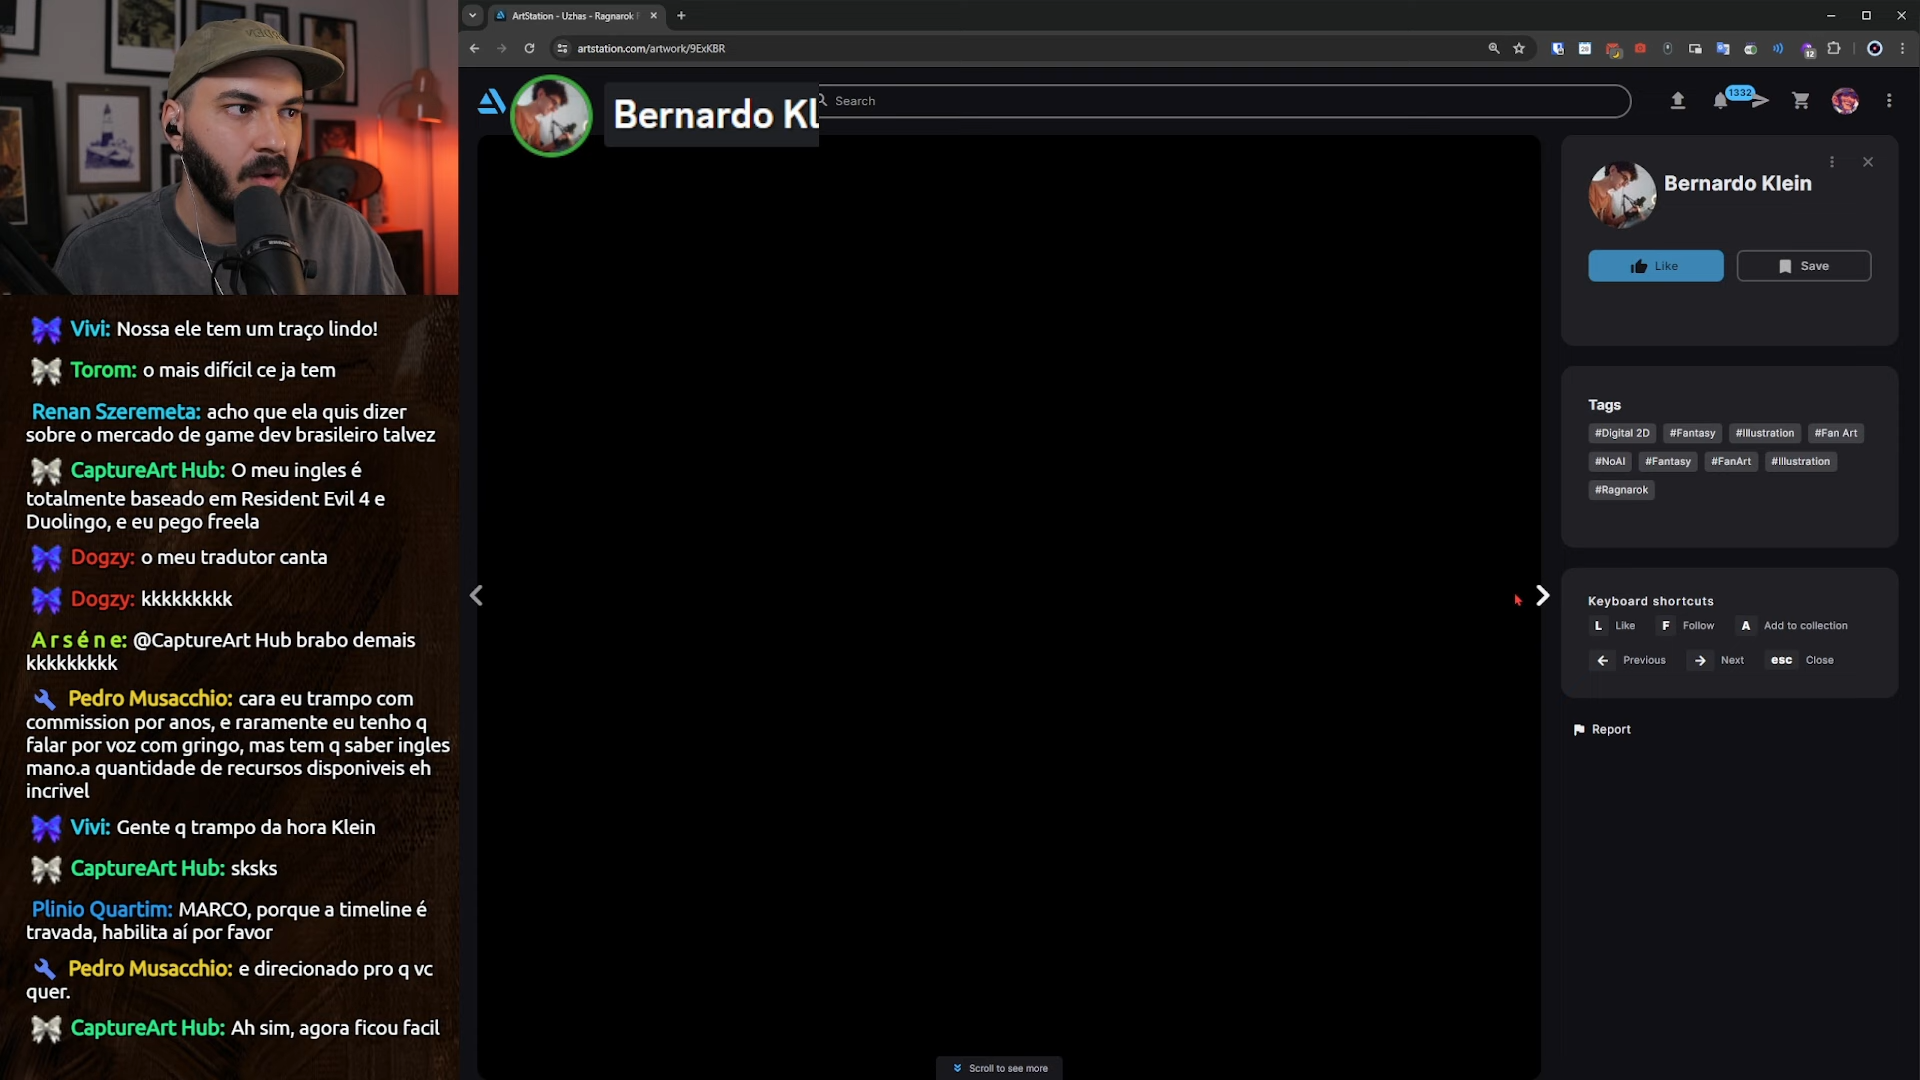 ArtStation - Uzhas - Ragnarok F
artstation.com/artwork/9ExKBR
12
Bernardo Kl
Search
1332
Bernardo Klein
Like
Save
Tags
#Digital 2D
#Fantasy
#Illustration
#Fan Art
#NoAI
#Fantasy
#FanArt
#Illustration
#Ragnarok
Keyboard shortcuts
L Like F Follow A Add to collection
Previous Next esc Close
Report
Scroll to see more
Vivi: Nossa ele tem um traço lindo!
Torom: o mais difícil ce ja tem
Renan Szeremeta: acho que ela quis dizer
sobre o mercado de game dev brasileiro talvez
CaptureArt Hub: O meu ingles é
totalmente baseado em Resident Evil 4 e
Duolingo, e eu pego freela
Dogzy: o meu tradutor canta
Dogzy: kkkkkkkkk
A r s é n e: @CaptureArt Hub brabo demais
kkkkkkkkk
Pedro Musacchio: cara eu trampo com
commission por anos, e raramente eu tenho q
falar por voz com gringo, mas tem q saber ingles
mano.a quantidade de recursos disponiveis eh
incrivel
Vivi: Gente q trampo da hora Klein
CaptureArt Hub: sksks
Plinio Quartim: MARCO, porque a timeline é
travada, habilita aí por favor
Pedro Musacchio: e direcionado pro q vc
quer.
CaptureArt Hub: Ah sim, agora ficou facil